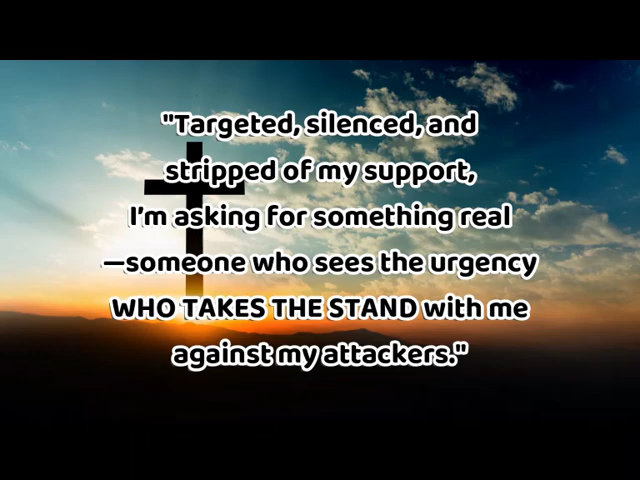 "Targeted, silenced, and
stripped of my support,
I’m asking for something real
—someone who sees the urgency
WHO TAKES THE STAND with me
against my attackers."